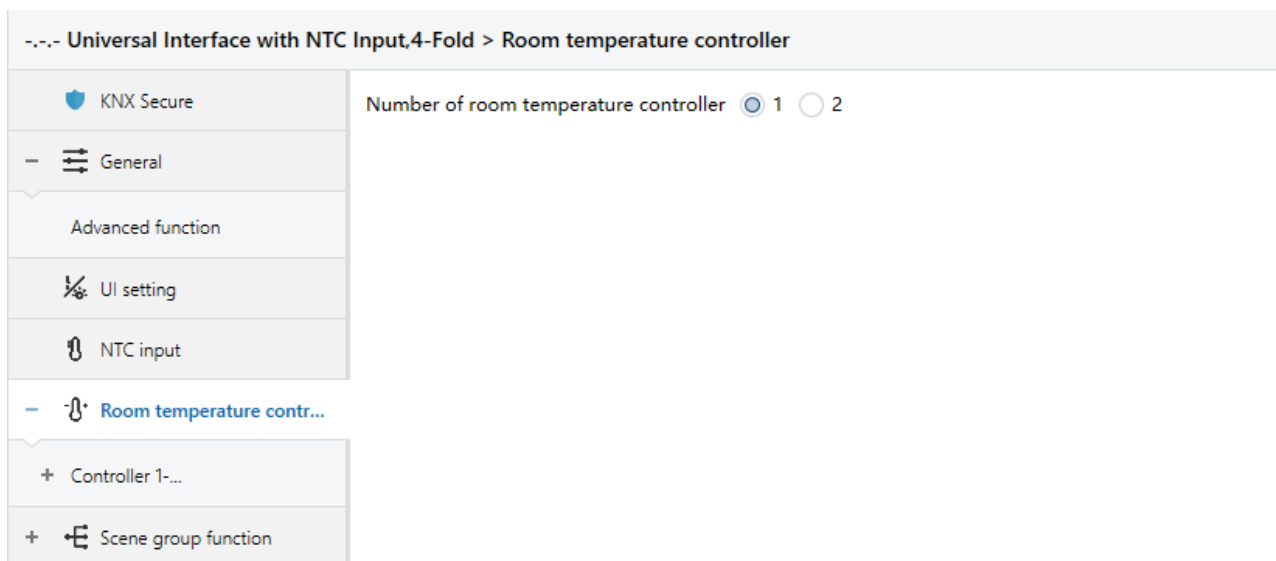 -.-.- Universal Interface with NTC Input,4-Fold > Room temperature controller
KNX Secure
Number of room temperature controller 1 2
General
Advanced function
UI setting
NTC input
Room temperature contr...
Controller 1-...
Scene group function